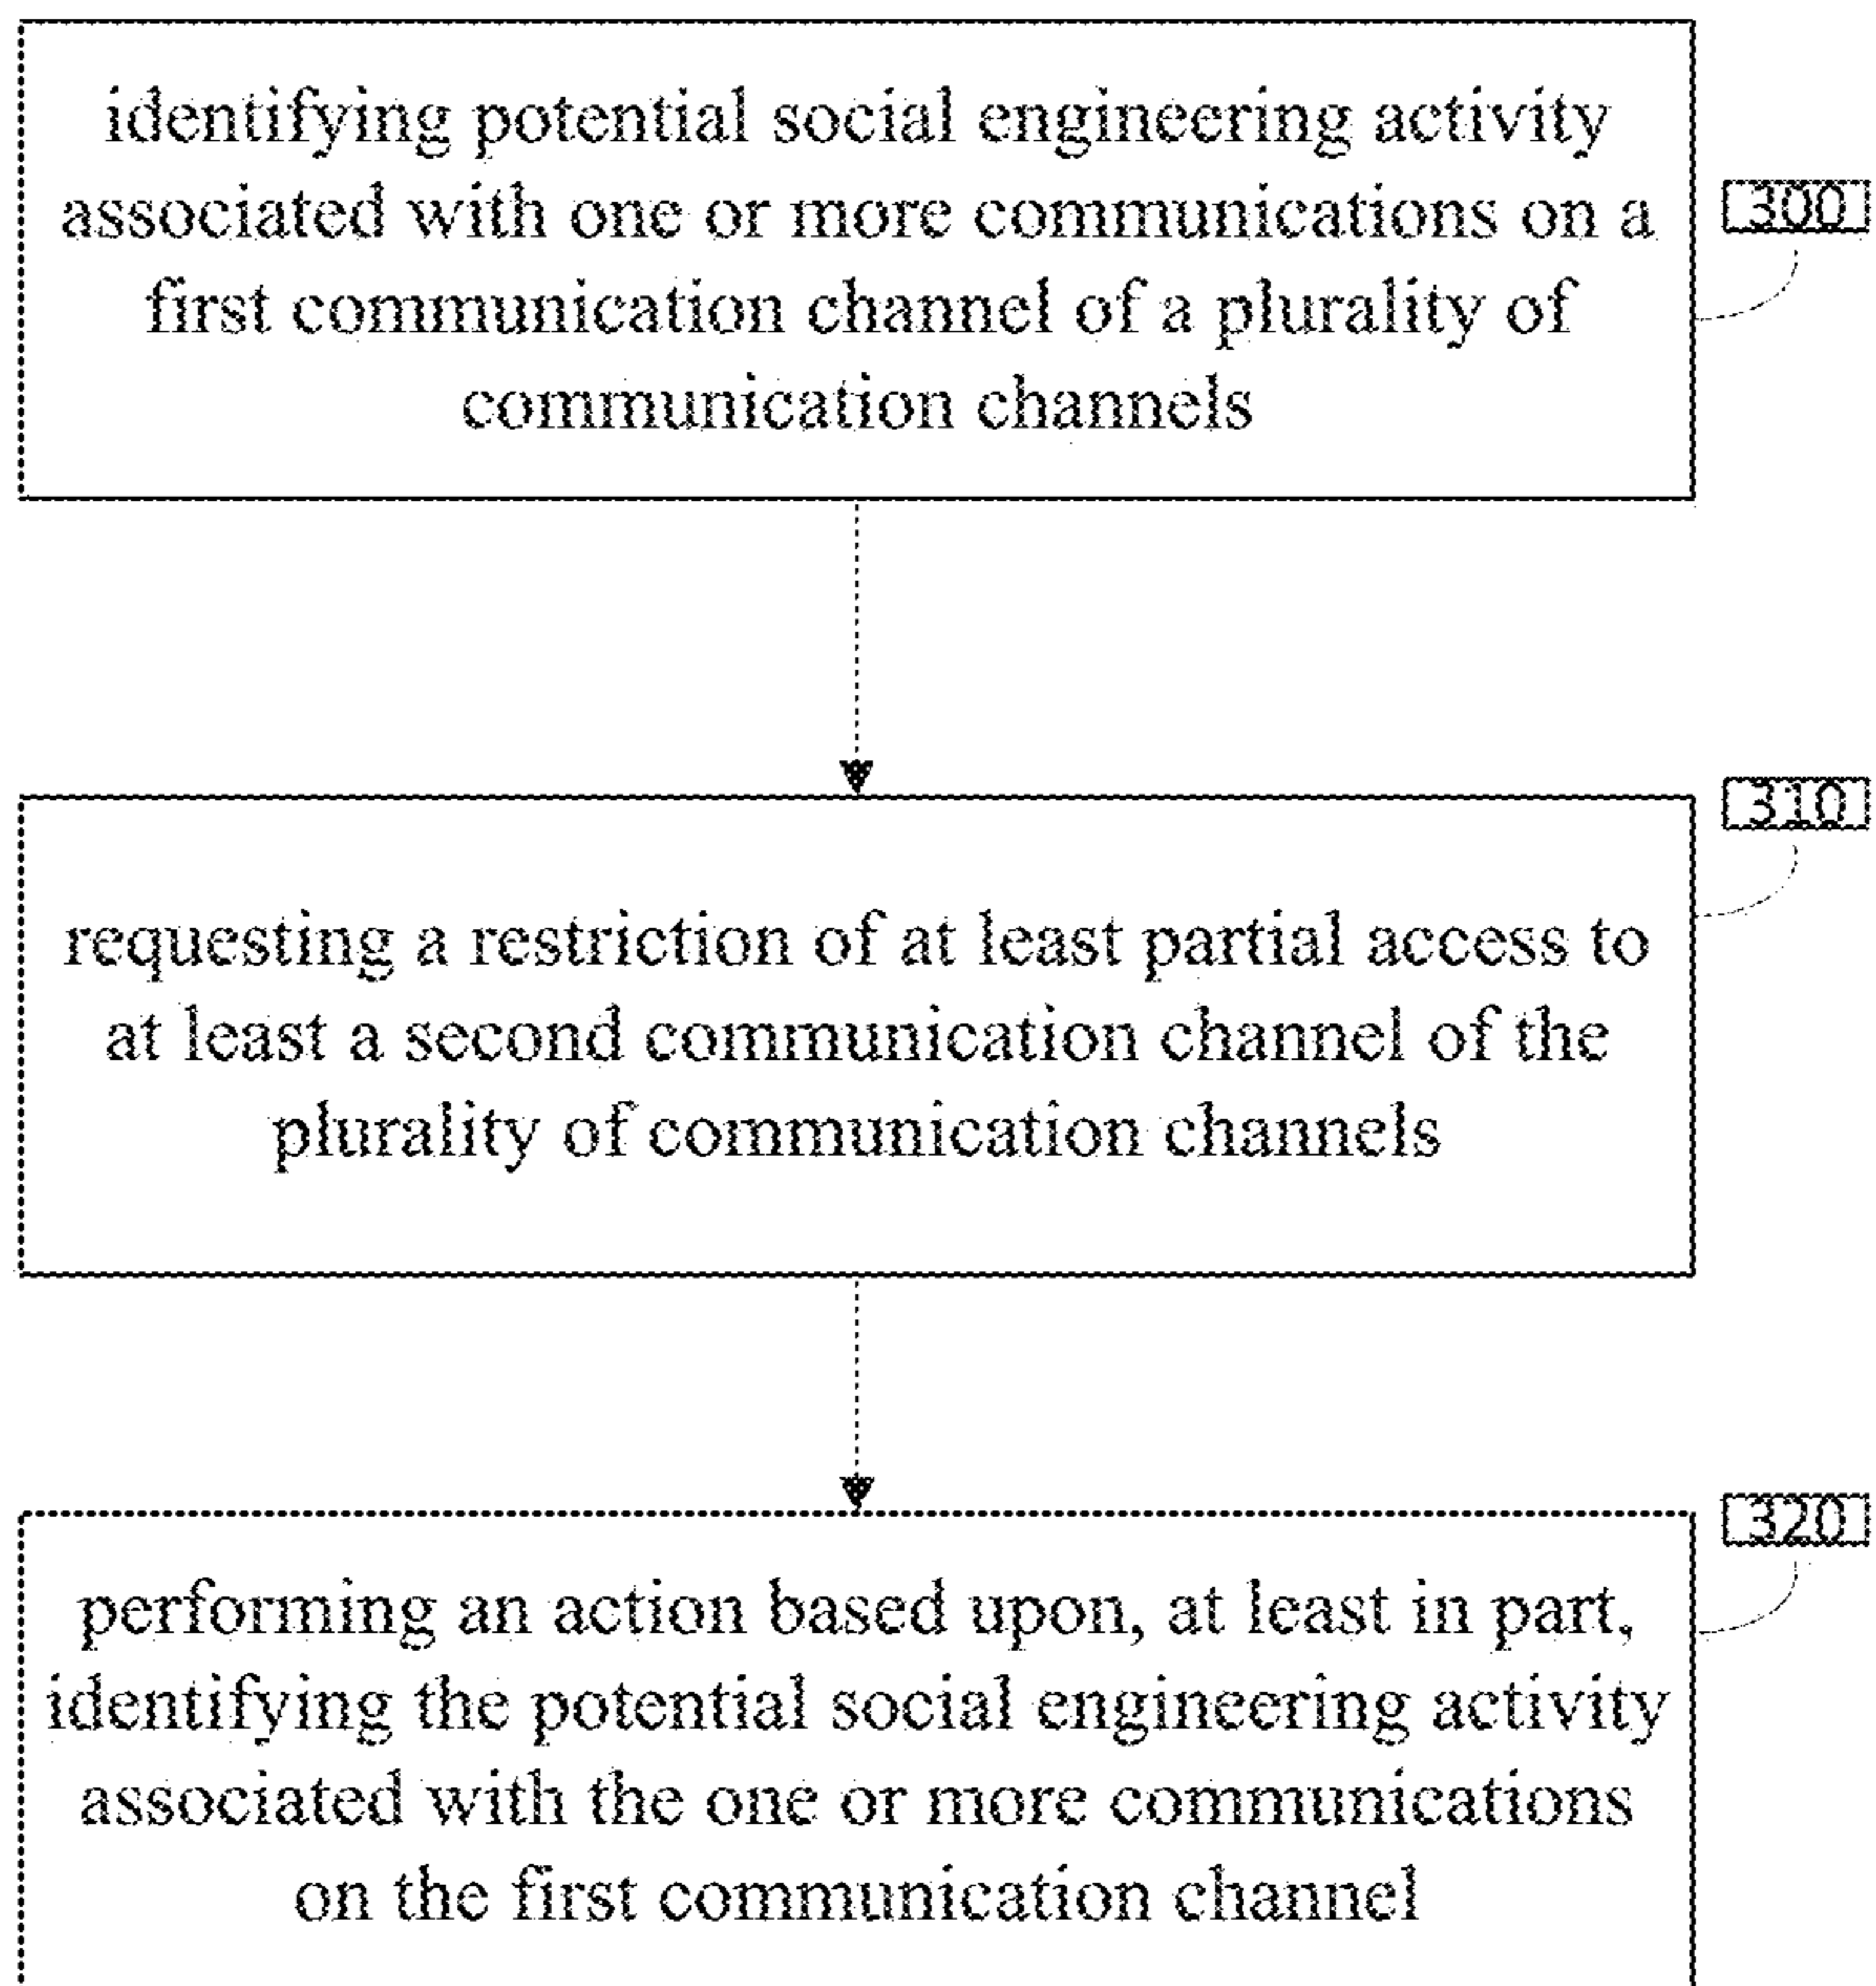 identifying potential social engineering activity
associated with one or more communications on a
first communication channel of a plurality of
communication channels
300
requesting a restriction of at least partial access to
at least a second communication channel of the
plurality of communication channels
310
performing an action based upon, at least in part,
identifying the potential social engineering activity
associated with the one or more communications
on the first communication channel
320